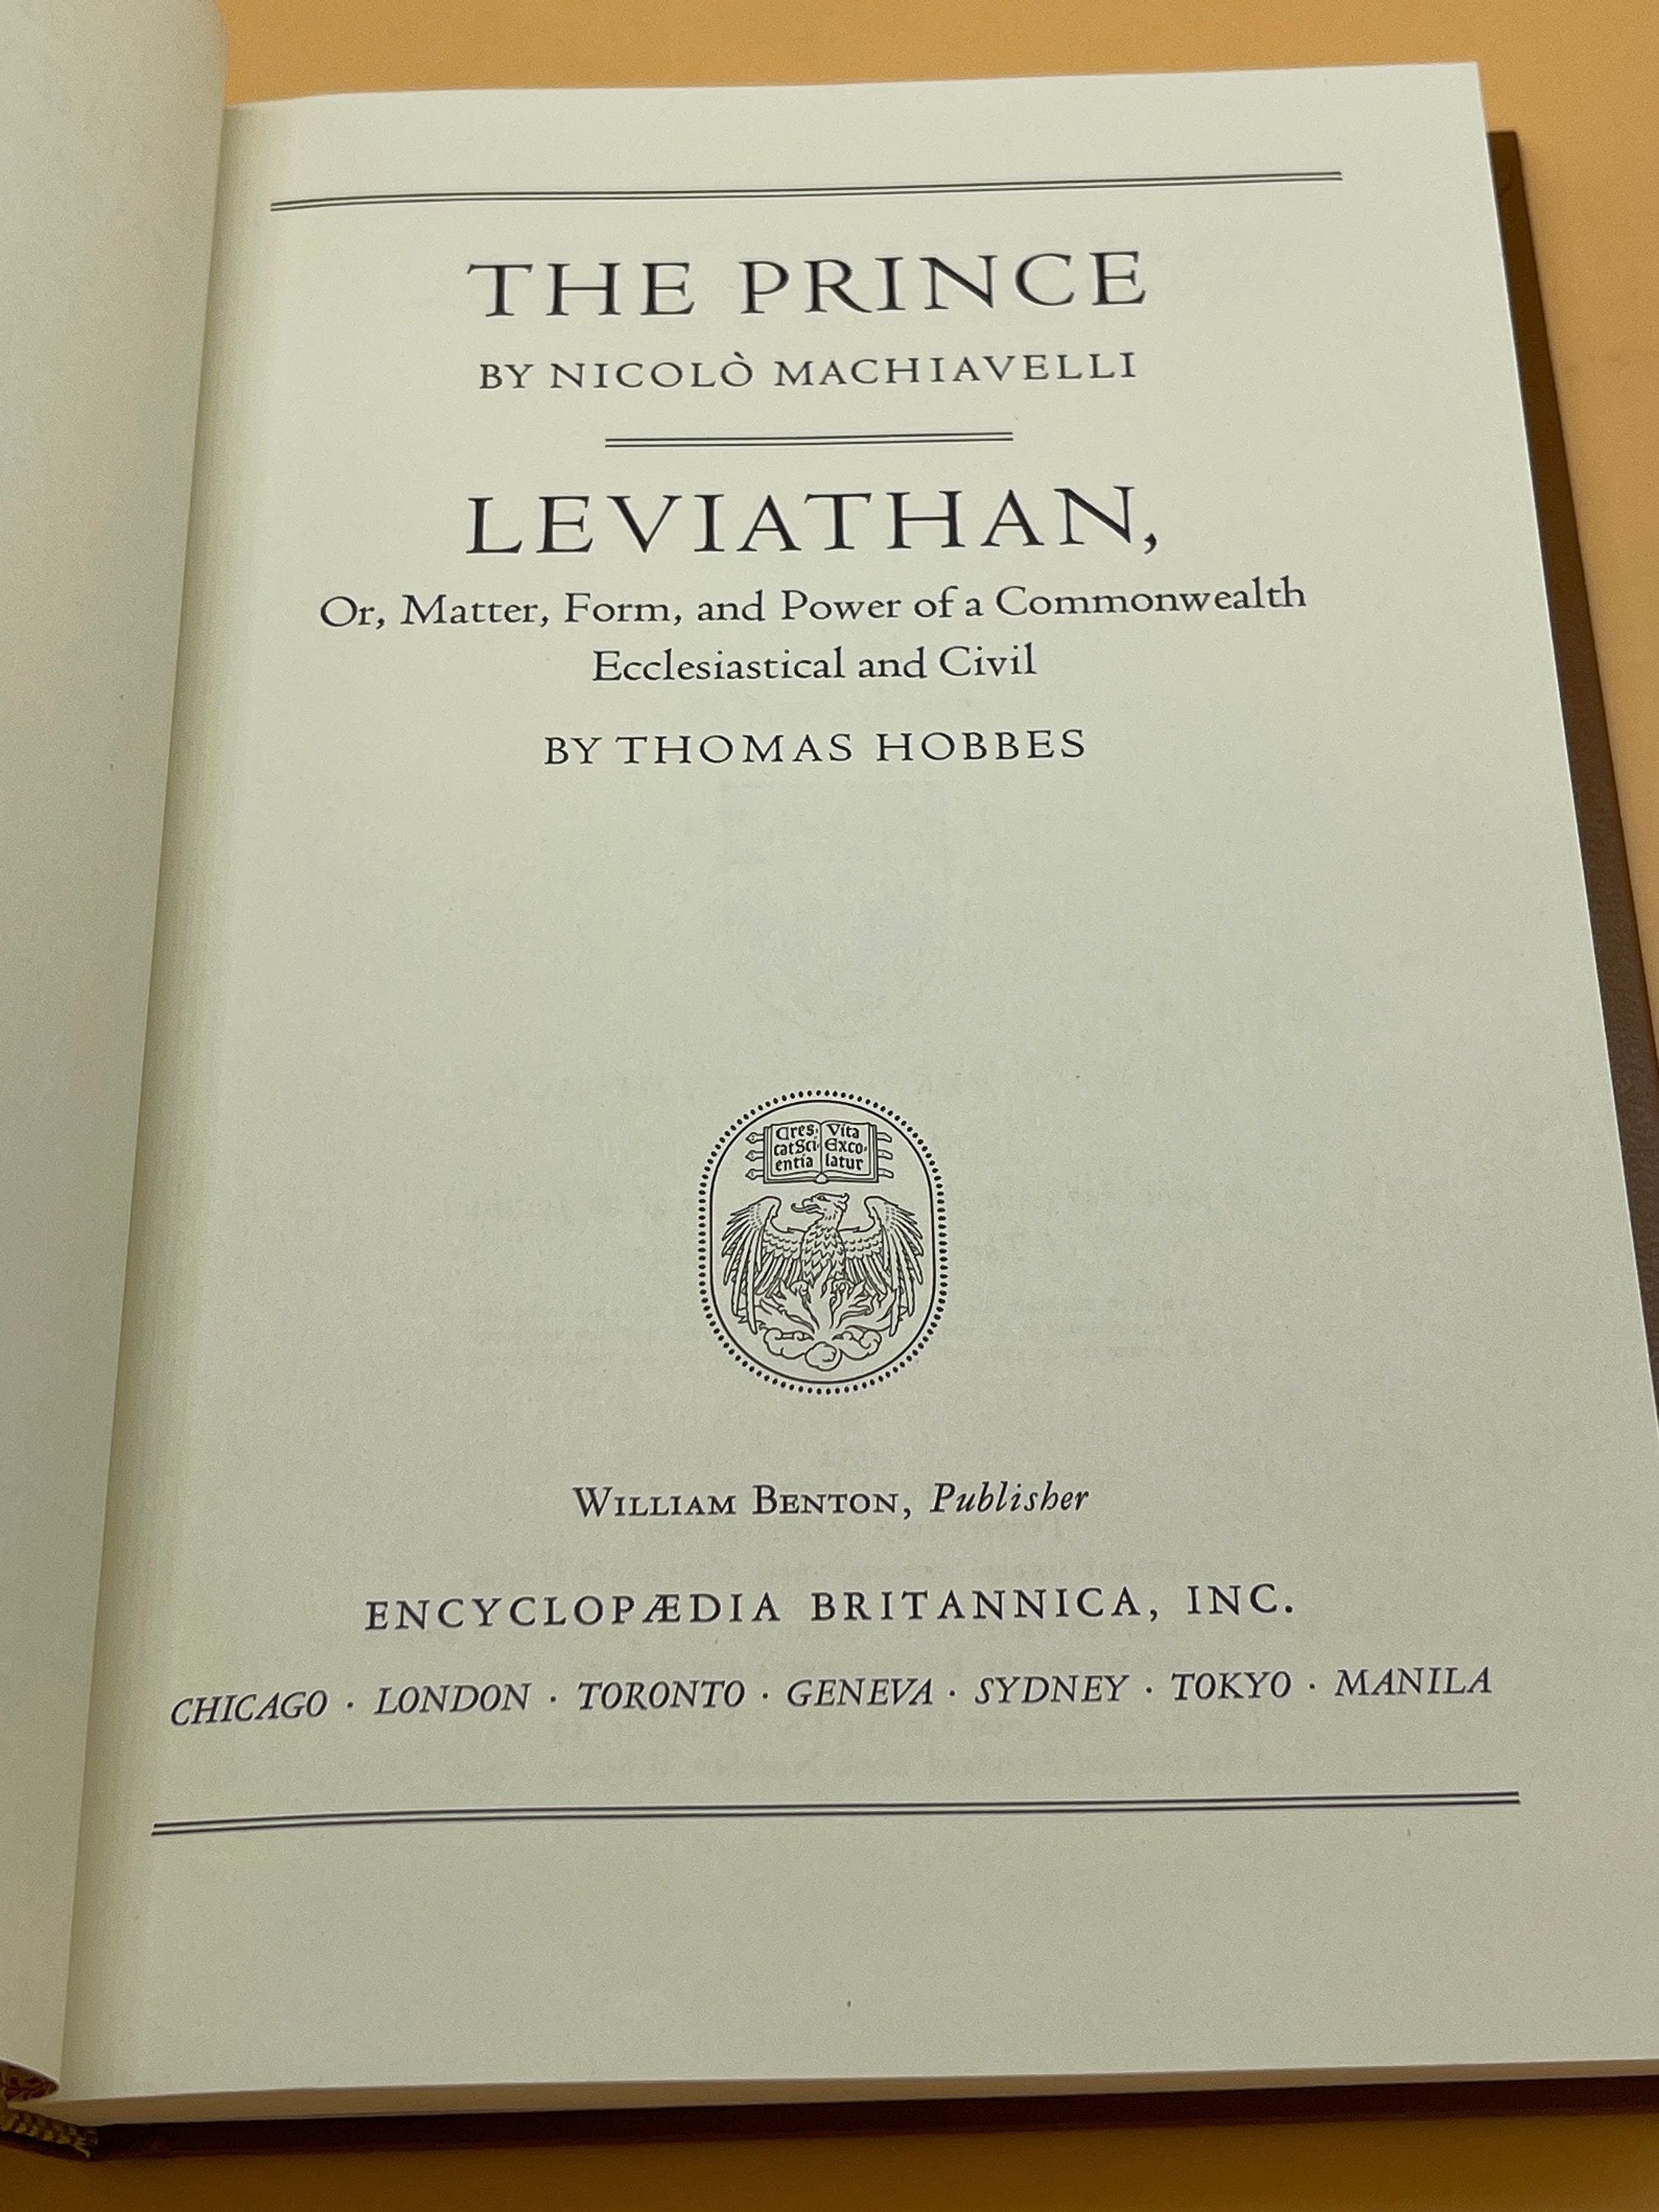 THE PRINCE
BY NICOLÒ MACHIAVELLI
LEVIATHAN,
Or, Matter, Form, and Power of a Commonwealth
Ecclesiastical and Civil
BY THOMAS HOBBES
Cres· Vita
cat Sci· Exco·
entia latur
WILLIAM BENTON, Publisher
ENCYCLOPÆDIA BRITANNICA, INC.
CHICAGO · LONDON · TORONTO · GENEVA · SYDNEY · TOKYO · MANILA